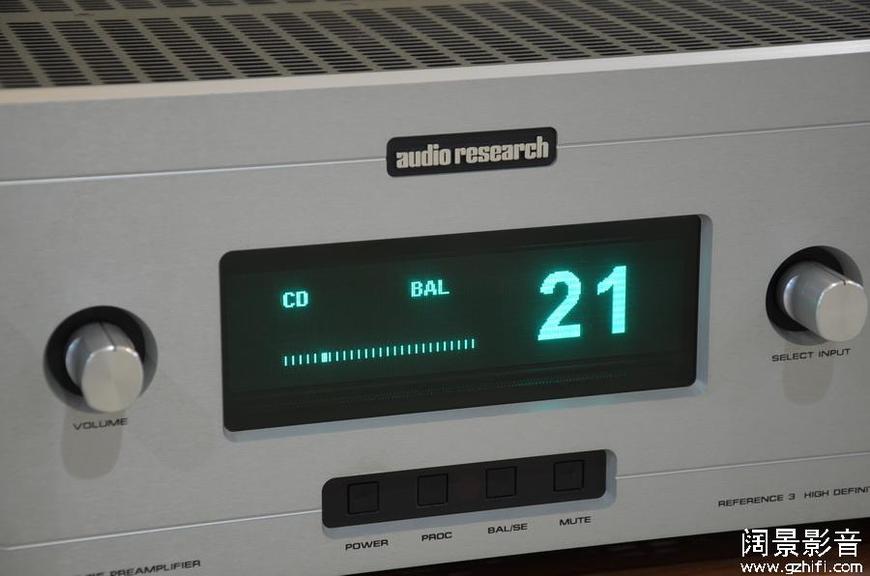 audio research
CD BAL 21
VOLUME
SELECT INPUT
POWER PROC BAL/SE MUTE
REFERENCE 3 HIGH DEFINI
PREAMPLIFIER
阔景影音
www.gzhifi.com